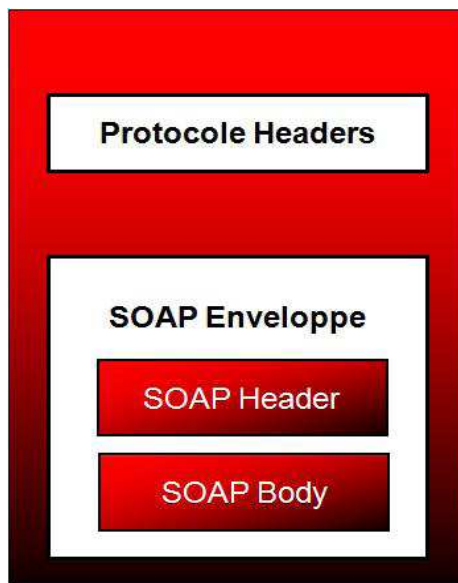 Protocole Headers
SOAP Enveloppe
SOAP Header
SOAP Body